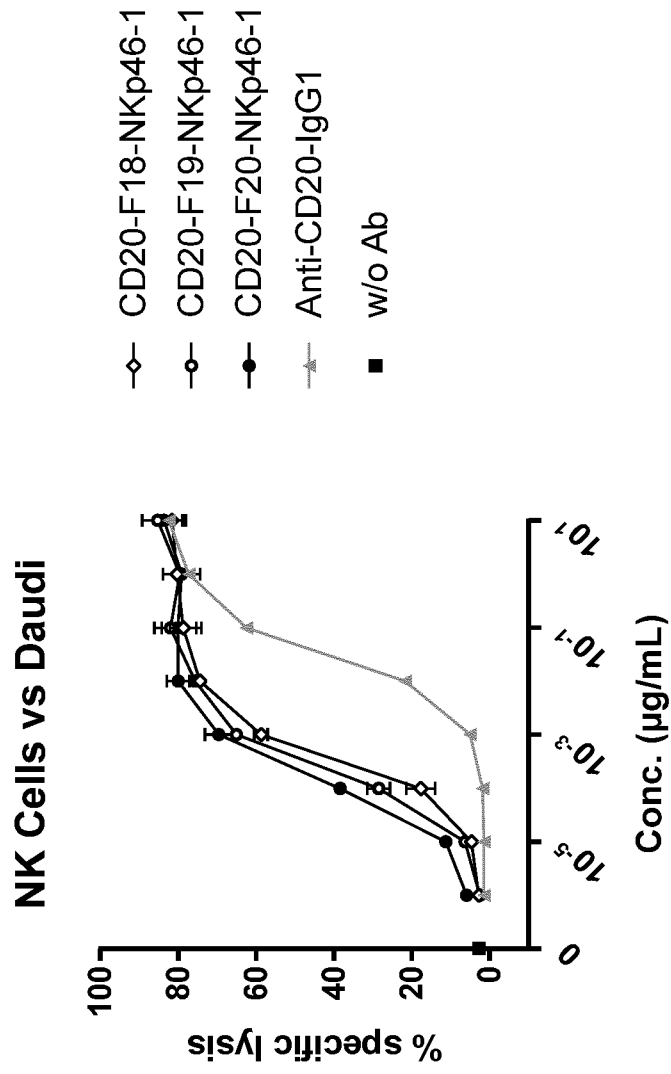 NK Cells vs Daudi
100
80
60
40
20
0
% specific lysis
0
10-5
10-3
10-1
101
Conc. (µg/mL)
CD20-F18-NKp46-1
CD20-F19-NKp46-1
CD20-F20-NKp46-1
Anti-CD20-IgG1
w/o Ab